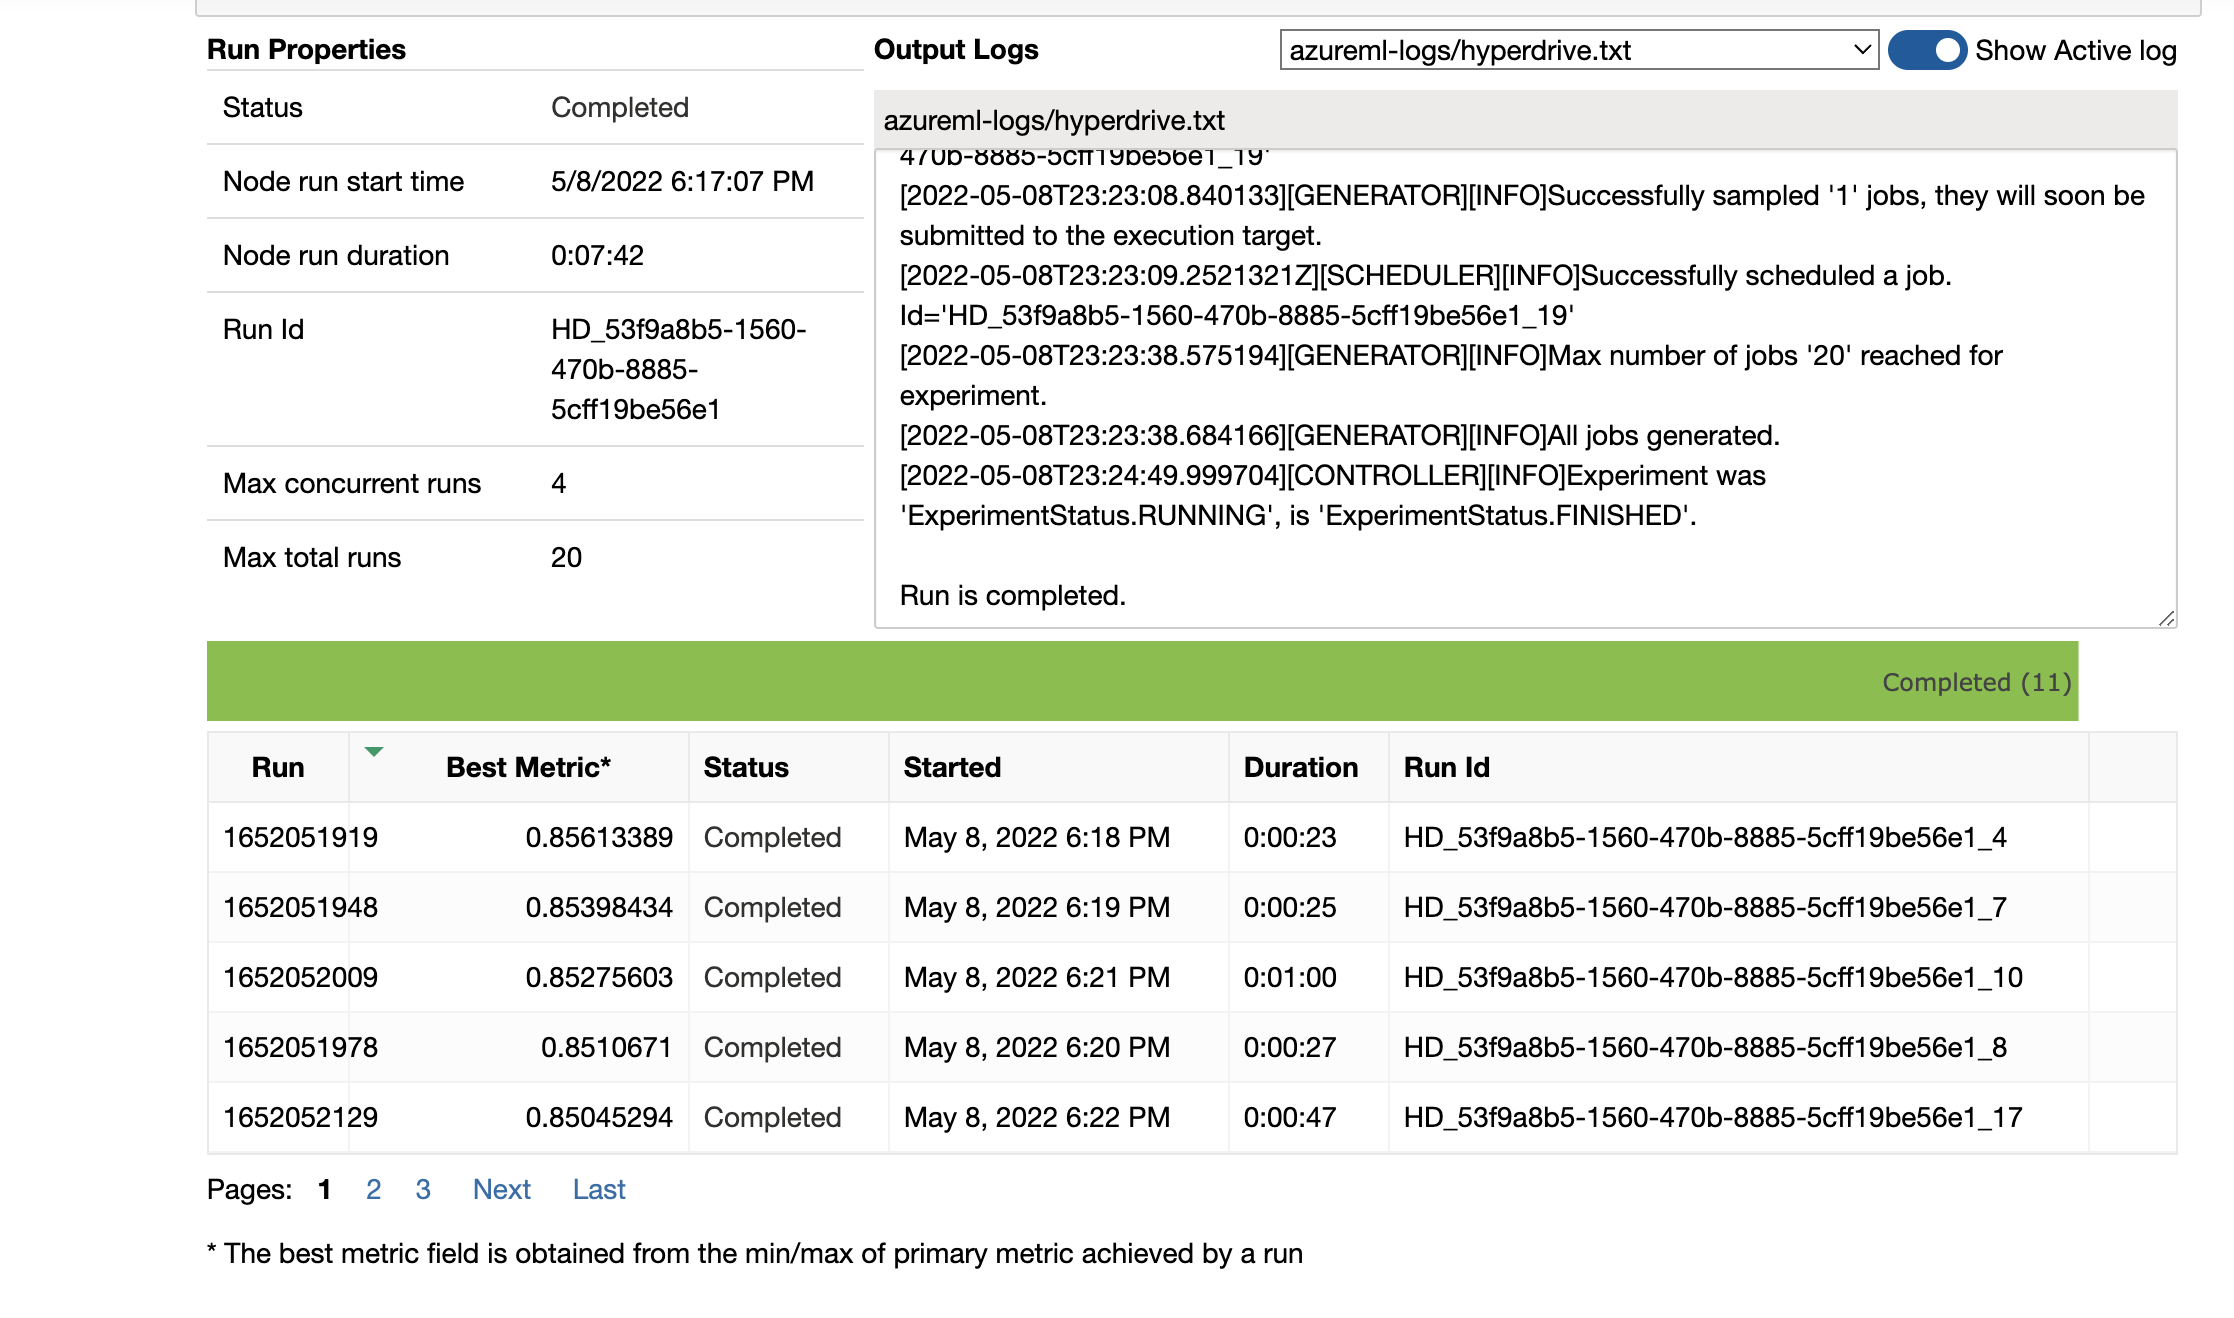 Run Properties
Status Completed
Node run start time 5/8/2022 6:17:07 PM
Node run duration 0:07:42
Run Id HD_53f9a8b5-1560-
470b-8885-
5cff19be56e1
Max concurrent runs 4
Max total runs 20
Output Logs azureml-logs/hyperdrive.txt Show Active log
azureml-logs/hyperdrive.txt
470b-8885-5cff19be56e1_19'
[2022-05-08T23:23:08.840133][GENERATOR][INFO]Successfully sampled '1' jobs, they will soon be
submitted to the execution target.
[2022-05-08T23:23:09.2521321Z][SCHEDULER][INFO]Successfully scheduled a job.
Id='HD_53f9a8b5-1560-470b-8885-5cff19be56e1_19'
[2022-05-08T23:23:38.575194][GENERATOR][INFO]Max number of jobs '20' reached for
experiment.
[2022-05-08T23:23:38.684166][GENERATOR][INFO]All jobs generated.
[2022-05-08T23:24:49.999704][CONTROLLER][INFO]Experiment was
'ExperimentStatus.RUNNING', is 'ExperimentStatus.FINISHED'.
Run is completed.
Completed (11)
Run Best Metric* Status Started Duration Run Id
1652051919 0.85613389 Completed May 8, 2022 6:18 PM 0:00:23 HD_53f9a8b5-1560-470b-8885-5cff19be56e1_4
1652051948 0.85398434 Completed May 8, 2022 6:19 PM 0:00:25 HD_53f9a8b5-1560-470b-8885-5cff19be56e1_7
1652052009 0.85275603 Completed May 8, 2022 6:21 PM 0:01:00 HD_53f9a8b5-1560-470b-8885-5cff19be56e1_10
1652051978 0.8510671 Completed May 8, 2022 6:20 PM 0:00:27 HD_53f9a8b5-1560-470b-8885-5cff19be56e1_8
1652052129 0.85045294 Completed May 8, 2022 6:22 PM 0:00:47 HD_53f9a8b5-1560-470b-8885-5cff19be56e1_17
Pages: 1 2 3 Next Last
* The best metric field is obtained from the min/max of primary metric achieved by a run